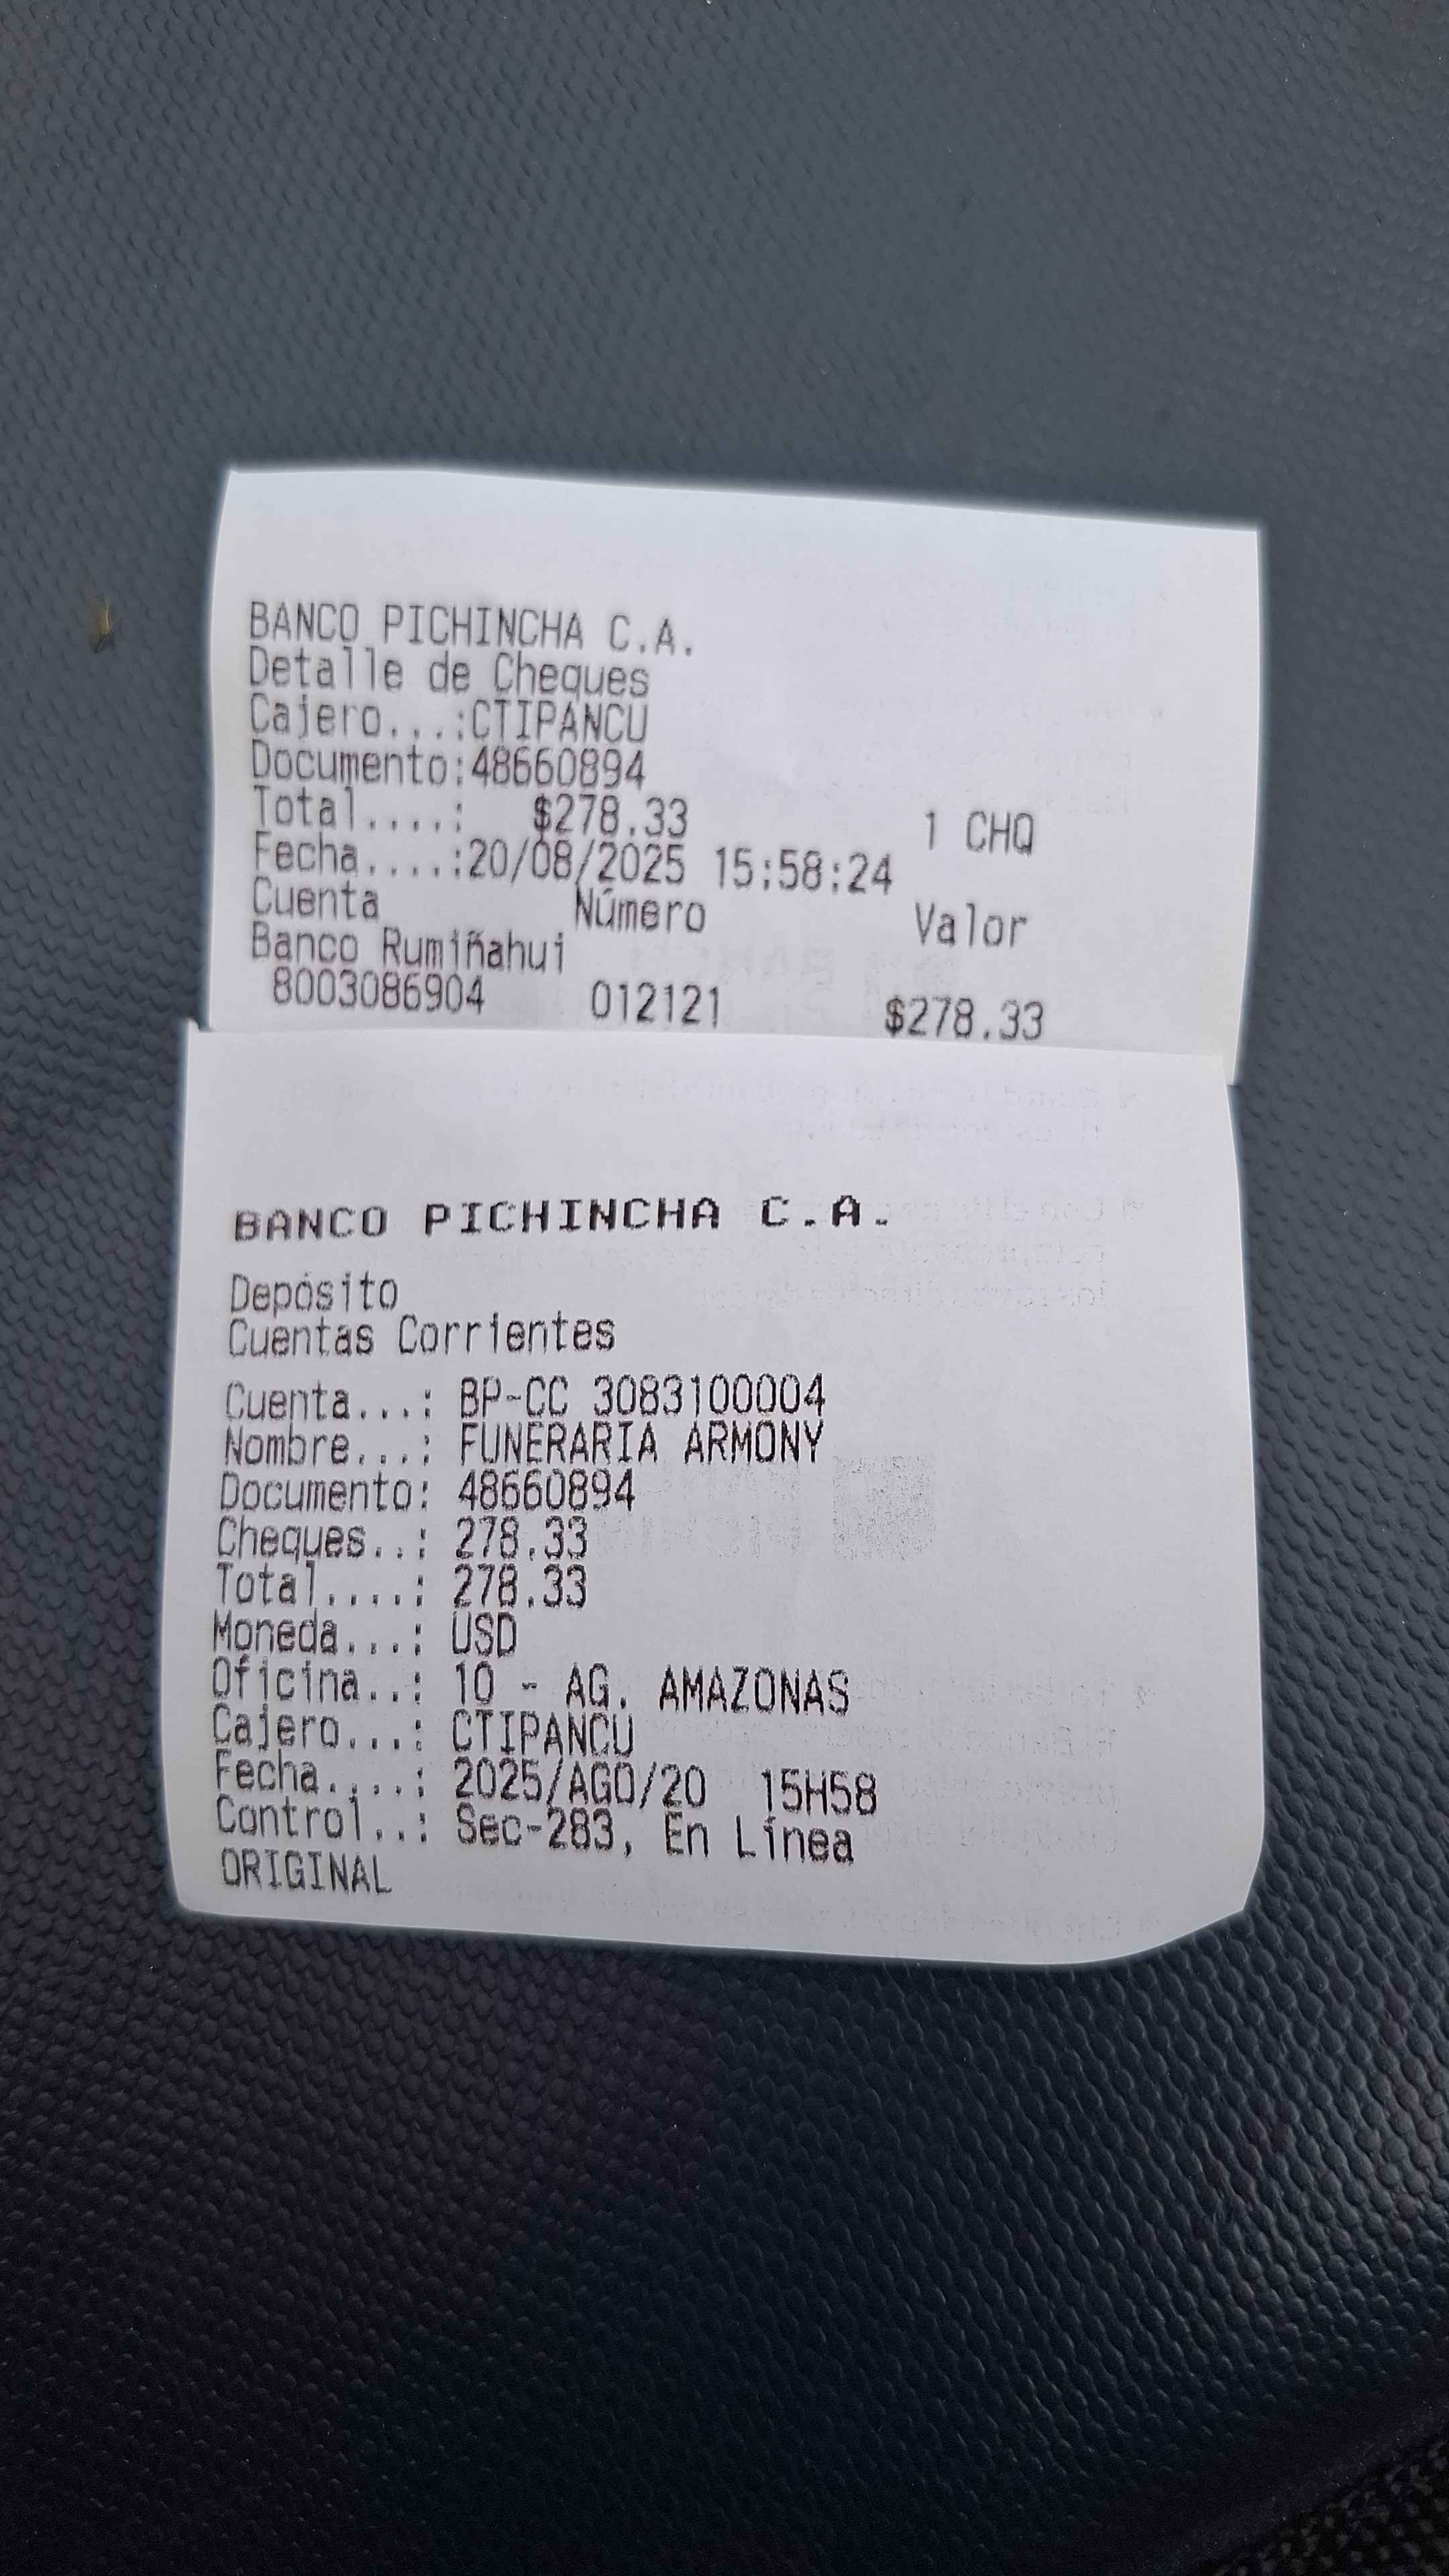 BANCO PICHINCHA C.A.
Detalle de Cheques
Cajero...:CTIPANCU
Documento:48660894
Total....: $278.33 1 CHQ
Fecha....:20/08/2025 15:58:24
Cuenta Número Valor
Banco Rumiñahui
8003086904 012121 $278.33
BANCO PICHINCHA C.A.
Depósito
Cuentas Corrientes
Cuenta...: BP-CC 3083100004
Nombre...: FUNERARIA ARMONY
Documento: 48660894
Cheques..: 278.33
Total....: 278.33
Moneda...: USD
Oficina..: 10 - AG. AMAZONAS
Cajero...: CTIPANCU
Fecha....: 2025/AGO/20 15H58
Control..: Sec-283, En Línea
ORIGINAL